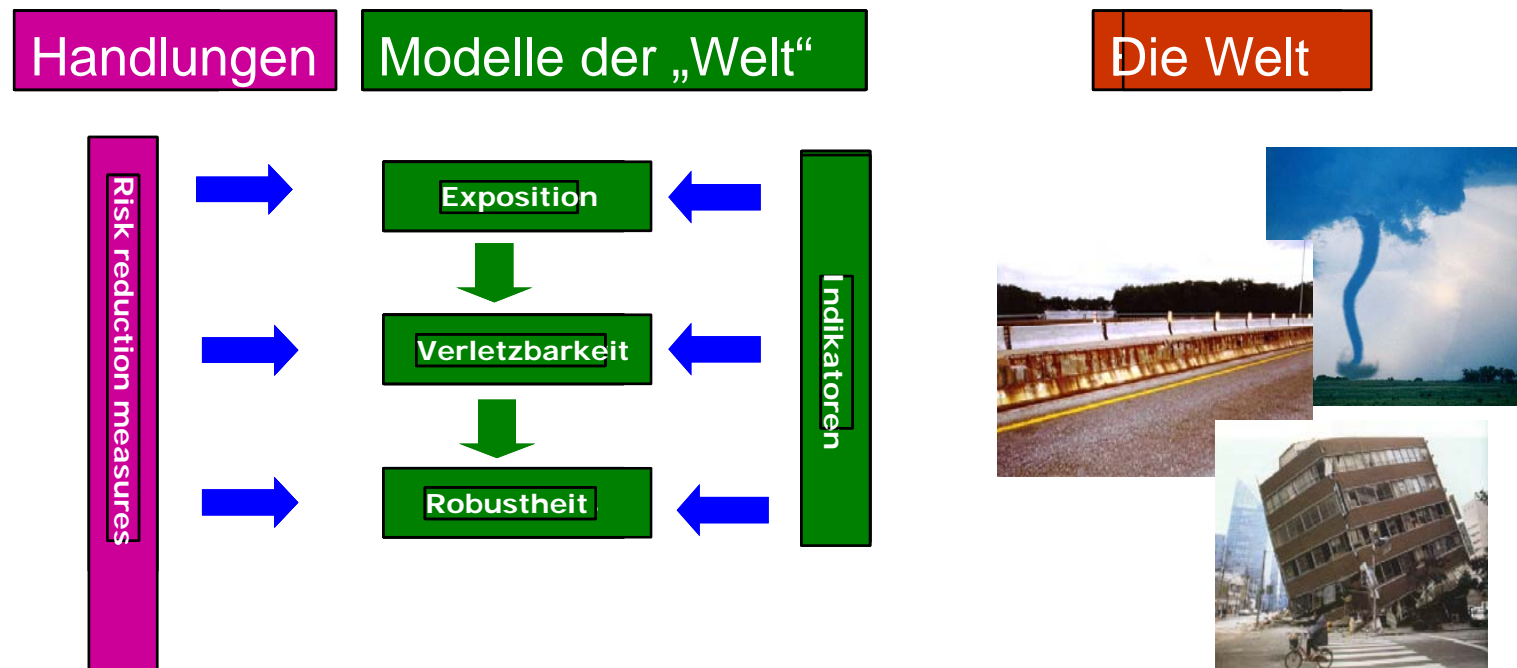 Handlungen
Modelle der „Welt“
Die Welt
Risk reduction measures
Exposition
Verletzbarkeit
Robustheit
Indikatoren